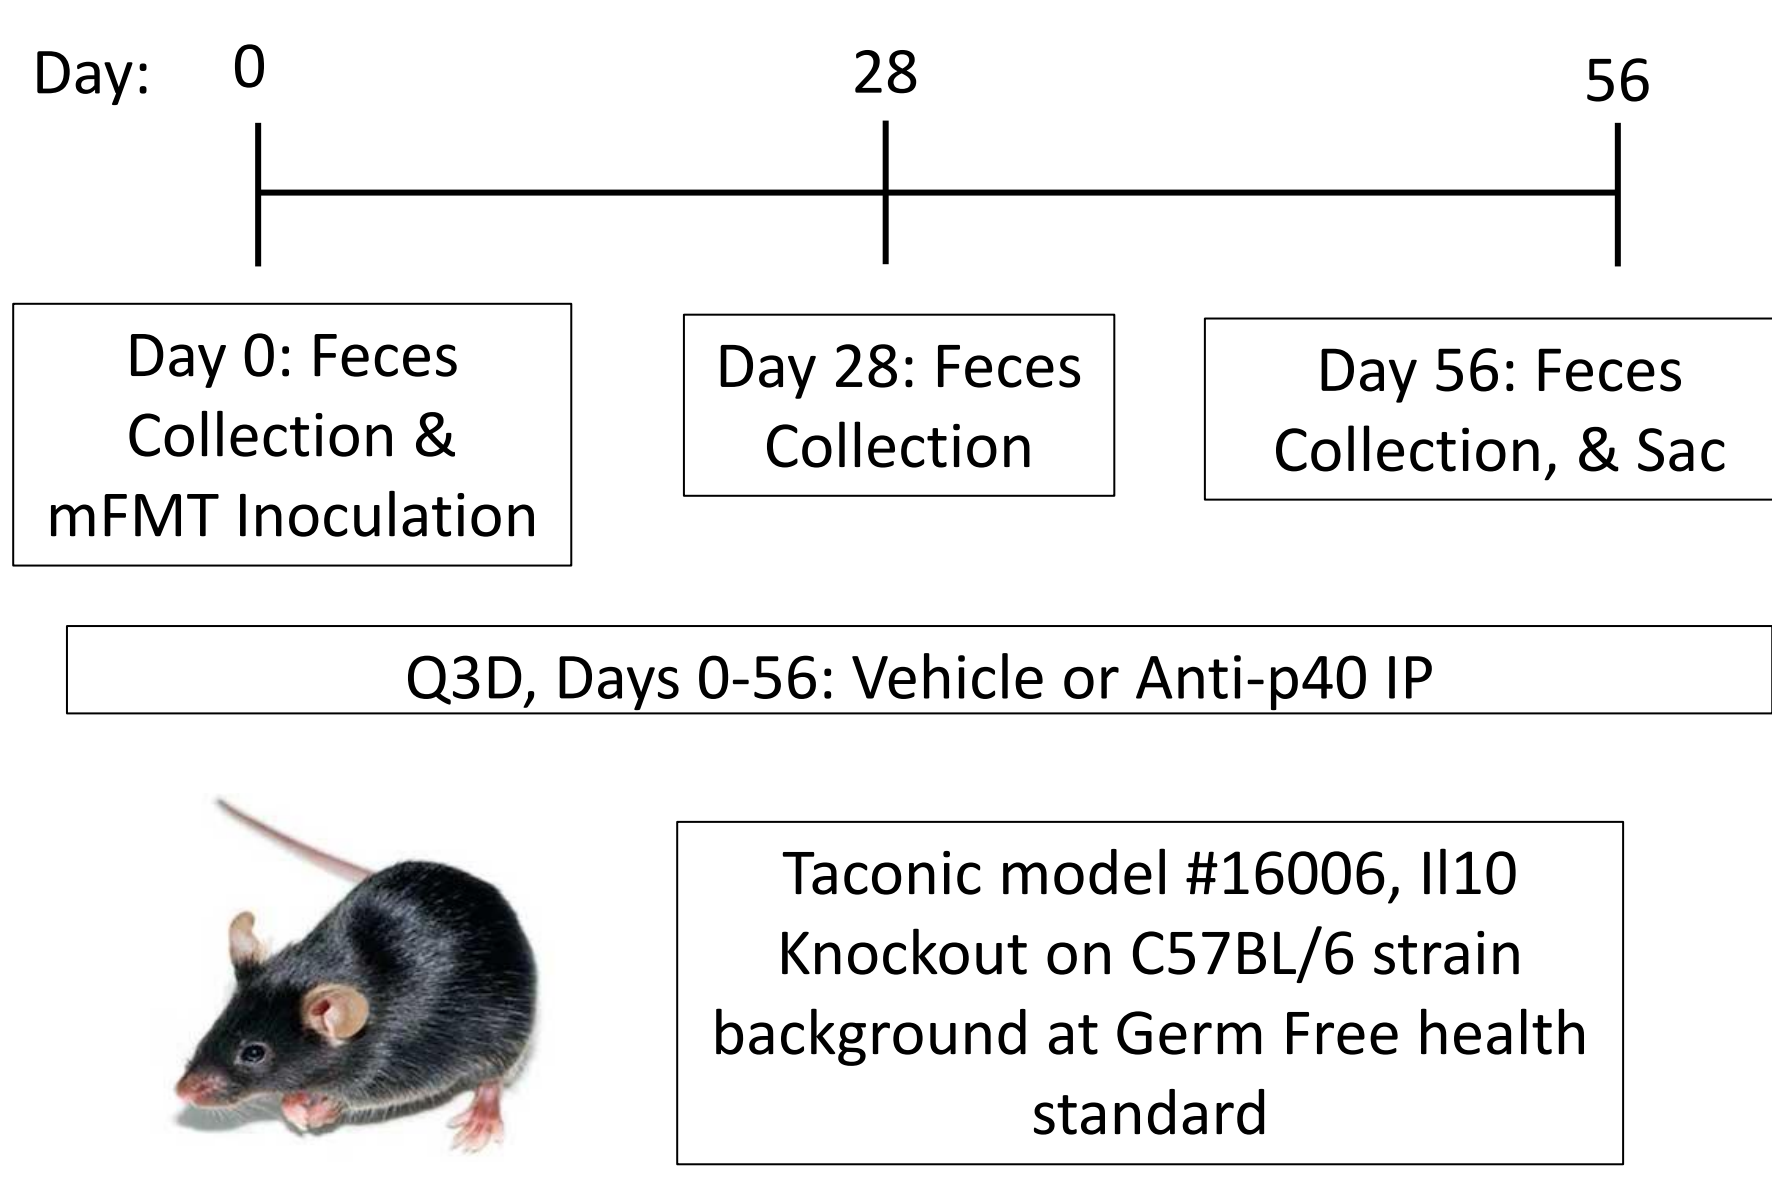 Day: 0 28 56
Day 0: Feces
Collection &
mFMT Inoculation
Day 28: Feces
Collection
Day 56: Feces
Collection, & Sac
Q3D, Days 0-56: Vehicle or Anti-p40 IP
Taconic model #16006, Il10
Knockout on C57BL/6 strain
background at Germ Free health
standard